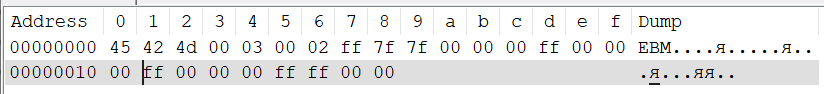 Address 0 1 2 3 4 5 6 7 8 9 a b c d e f Dump
00000000 45 42 4d 00 03 00 02 ff 7f 7f 00 00 00 ff 00 00 EBM....я.....я..
00000010 00 ff 00 00 00 ff ff 00 00 .я...яя..